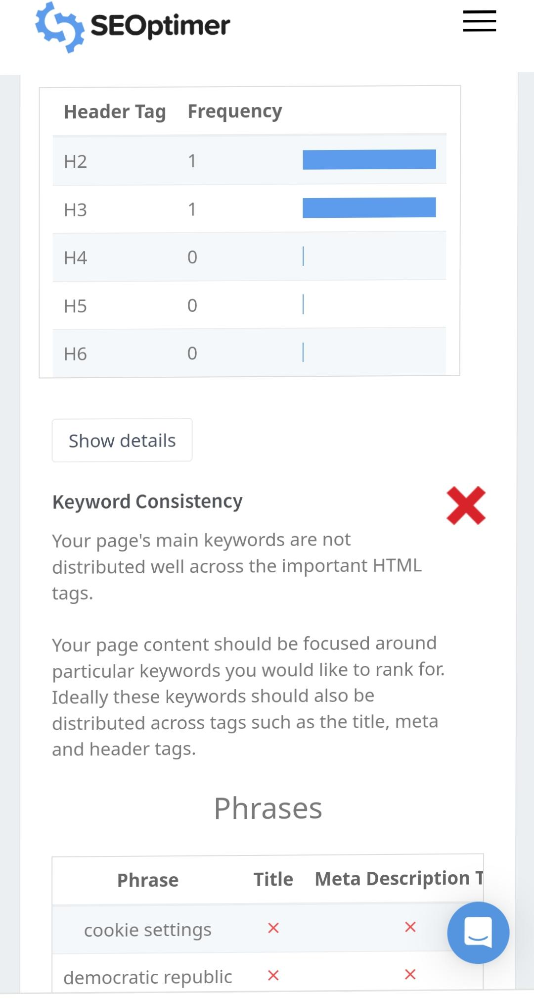 SEOptimer
Header Tag Frequency
H2 1
H3 1
H4 0
H5 0
H6 0
Show details
Keyword Consistency
Your page's main keywords are not
distributed well across the important HTML
tags.
Your page content should be focused around
particular keywords you would like to rank for.
Ideally these keywords should also be
distributed across tags such as the title, meta
and header tags.
Phrases
Phrase Title Meta Description T
cookie settings
democratic republic